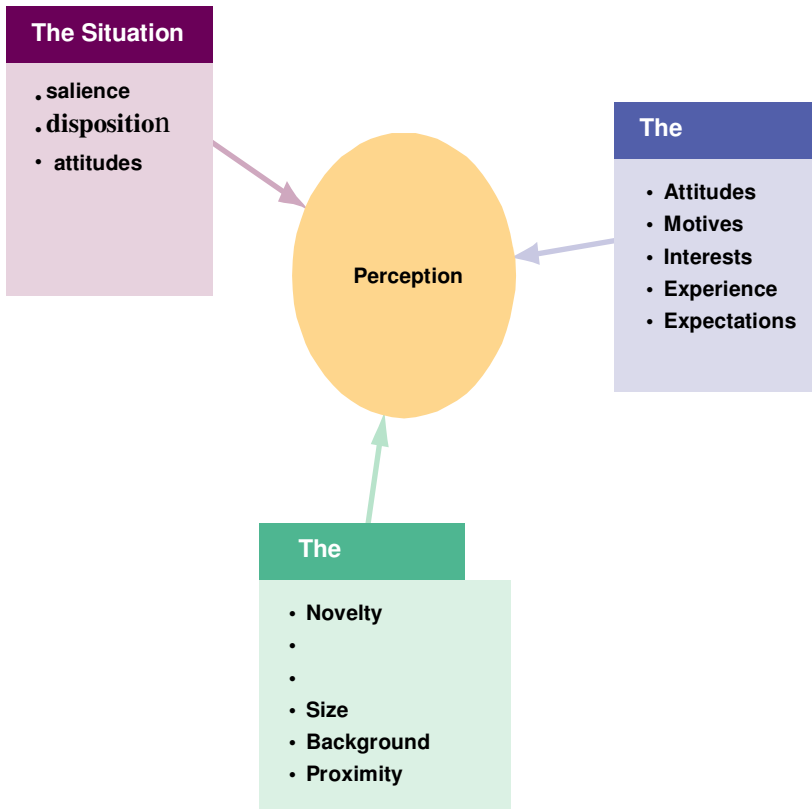 The Situation
. salience
. disposition
• attitudes
The
• Attitudes
• Motives
• Interests
• Experience
• Expectations
Perception
The
• Novelty
•
•
• Size
• Background
• Proximity